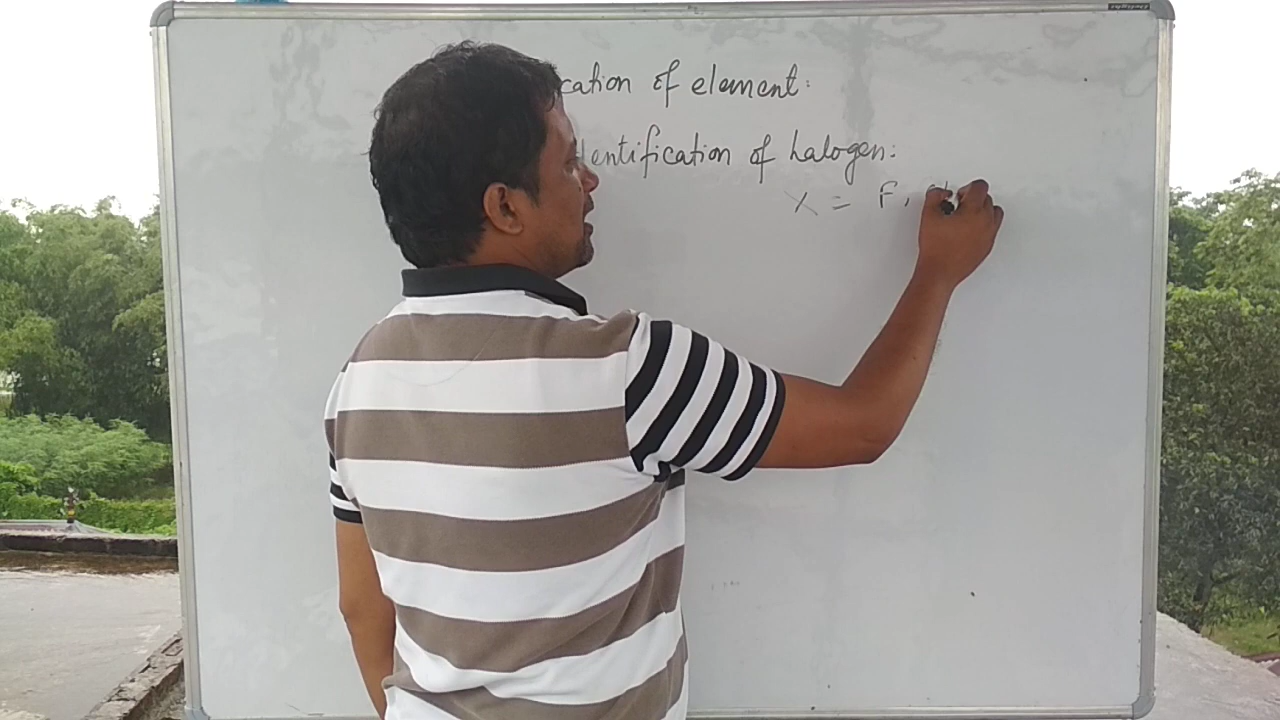 cation of element:
dentification of halogen:
X = F,